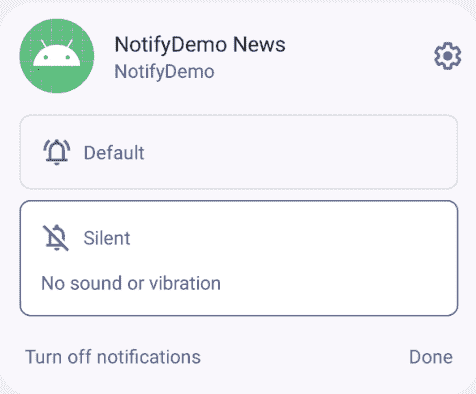 NotifyDemo News
NotifyDemo
Default
Silent
No sound or vibration
Turn off notifications
Done